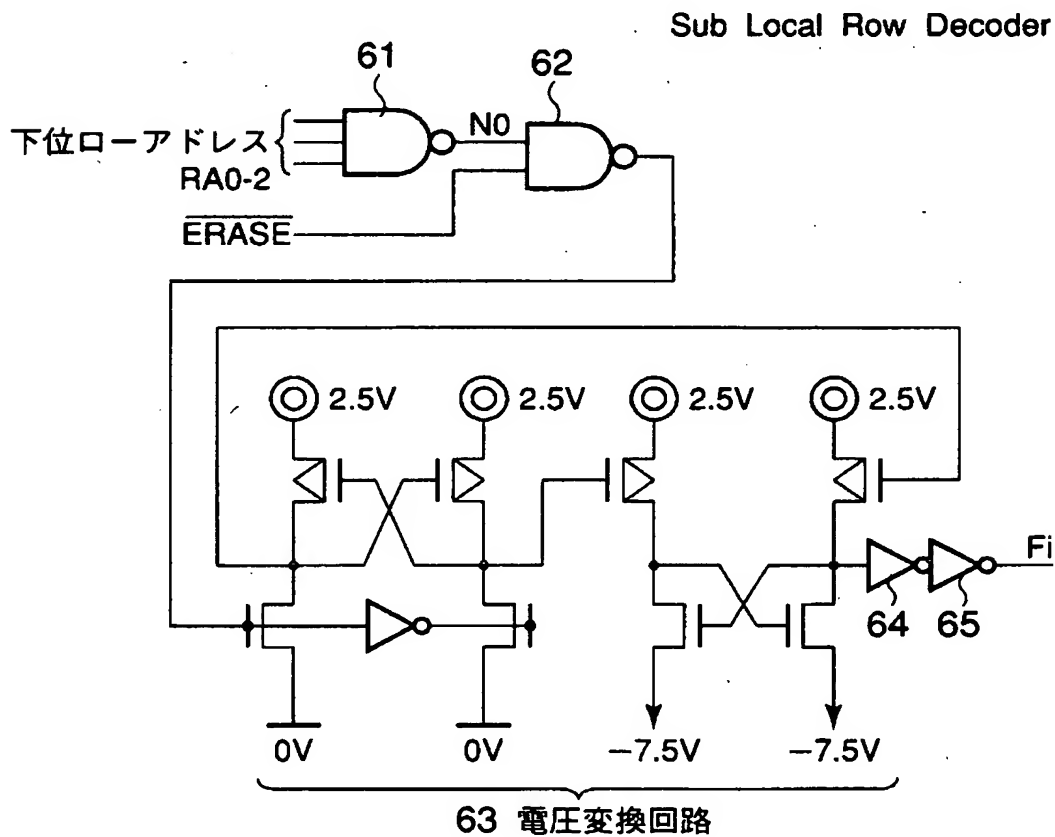 Sub Local Row Decoder
61
62
下位ローアドレス
RA0-2
N0
ERASE
2.5V
2.5V
2.5V
2.5V
Fi
64
65
0V
0V
−7.5V
−7.5V
63 電圧変換回路